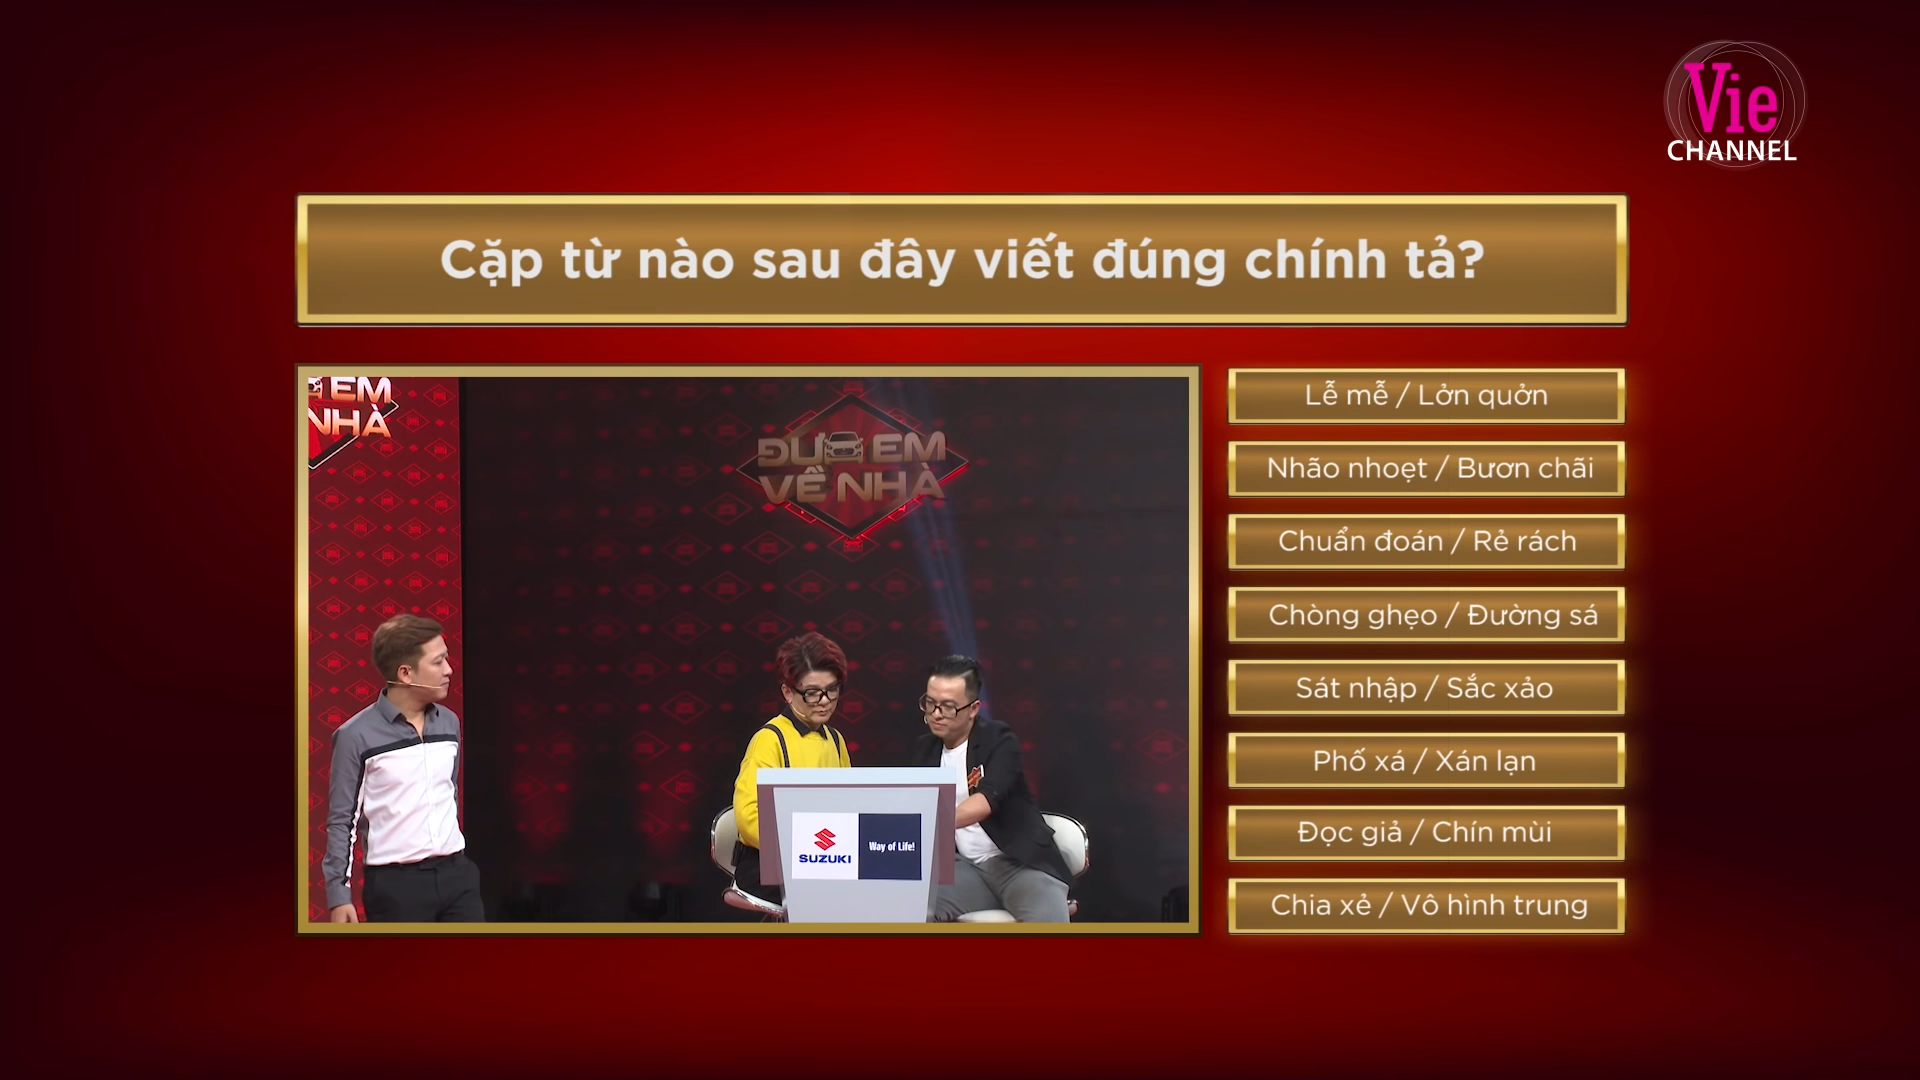 Vie
CHANNEL
Cặp từ nào sau đây viết đúng chính tả?
EM
NHÀ
ĐƯA EM
VỀ NHÀ
SUZUKI
Way of Life!
Lễ mễ / Lởn quởn
Nhão nhoẹt / Bươn chãi
Chuẩn đoán / Rẻ rách
Chòng ghẹo / Đường sá
Sát nhập / Sắc xảo
Phố xá / Xán lạn
Đọc giả / Chín mùi
Chia xẻ / Vô hình trung